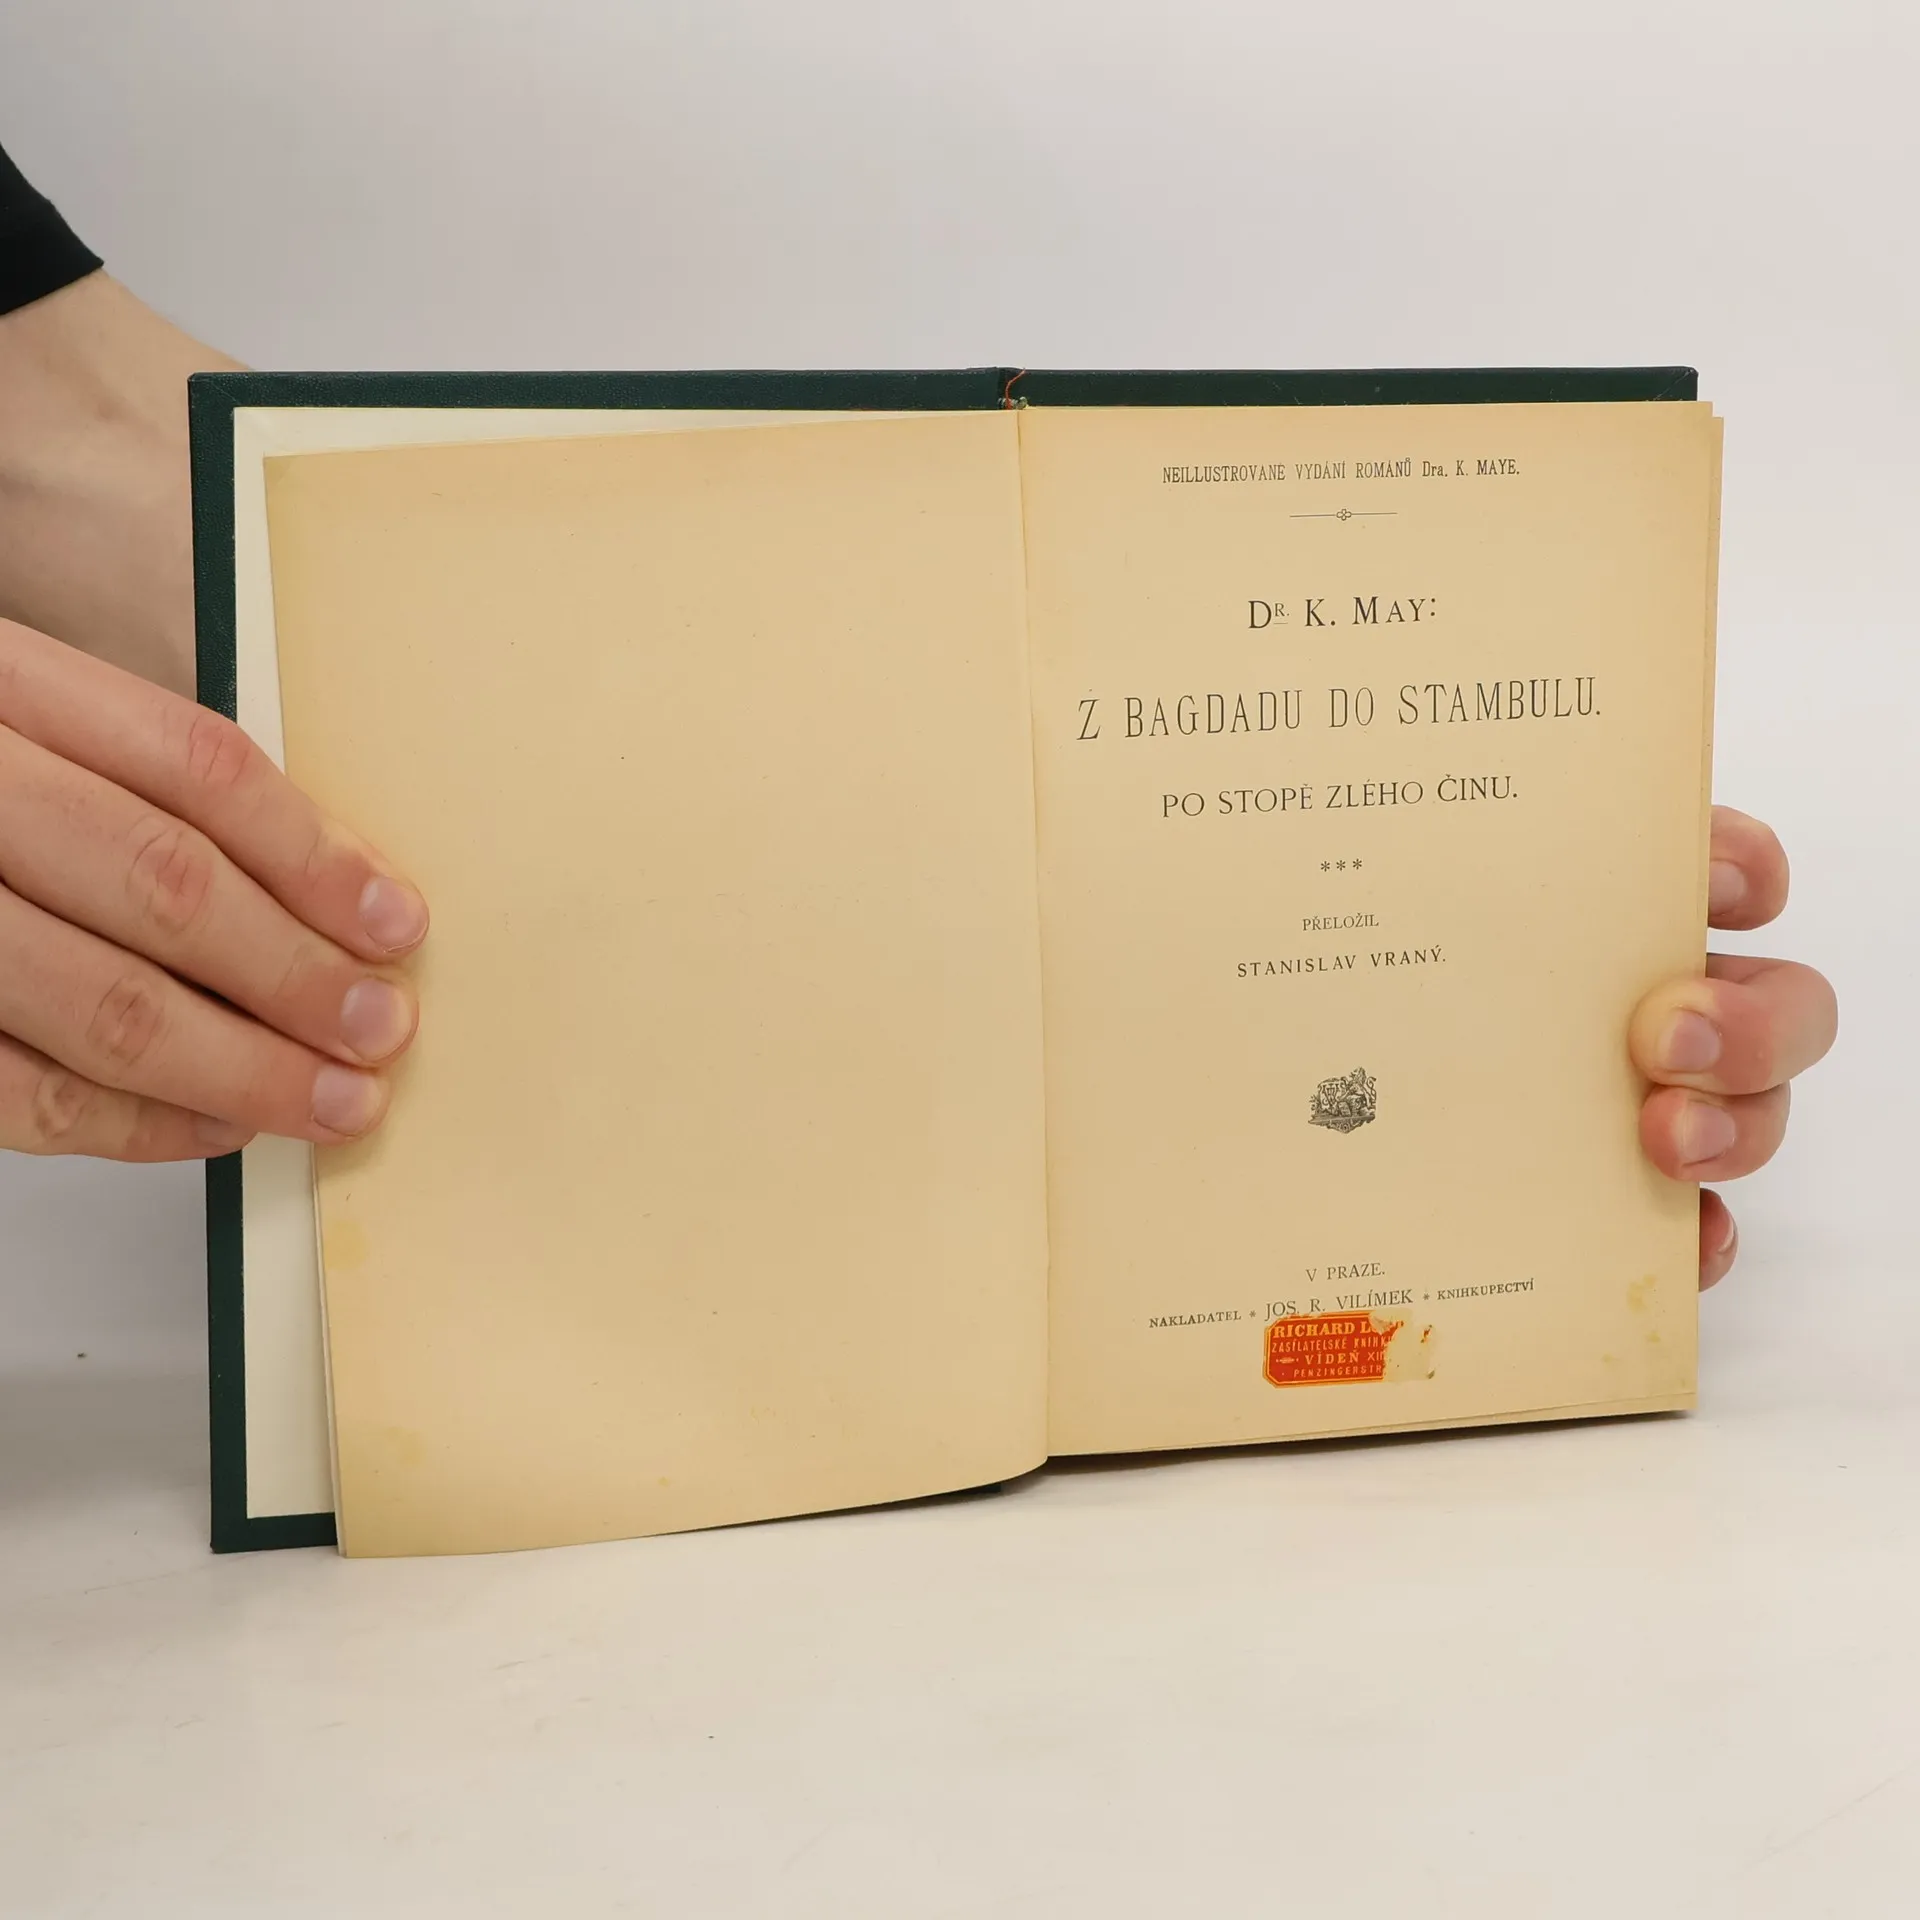 NEILLUSTROVANÉ VYDÁNÍ ROMÁNŮ Dra. K. MAYE.
DR. K. MAY:
Z BAGDADU DO STAMBULU.
PO STOPĚ ZLÉHO ČINU.
***
PŘELOŽIL
STANISLAV VRANÝ.
V PRAZE.
NAKLADATEL * JOS. R. VILÍMEK * KNIHKUPECTVÍ
RICHARD
ZASÍLATELSKÉ
VÍDEŇ
PENZINGERSTR.